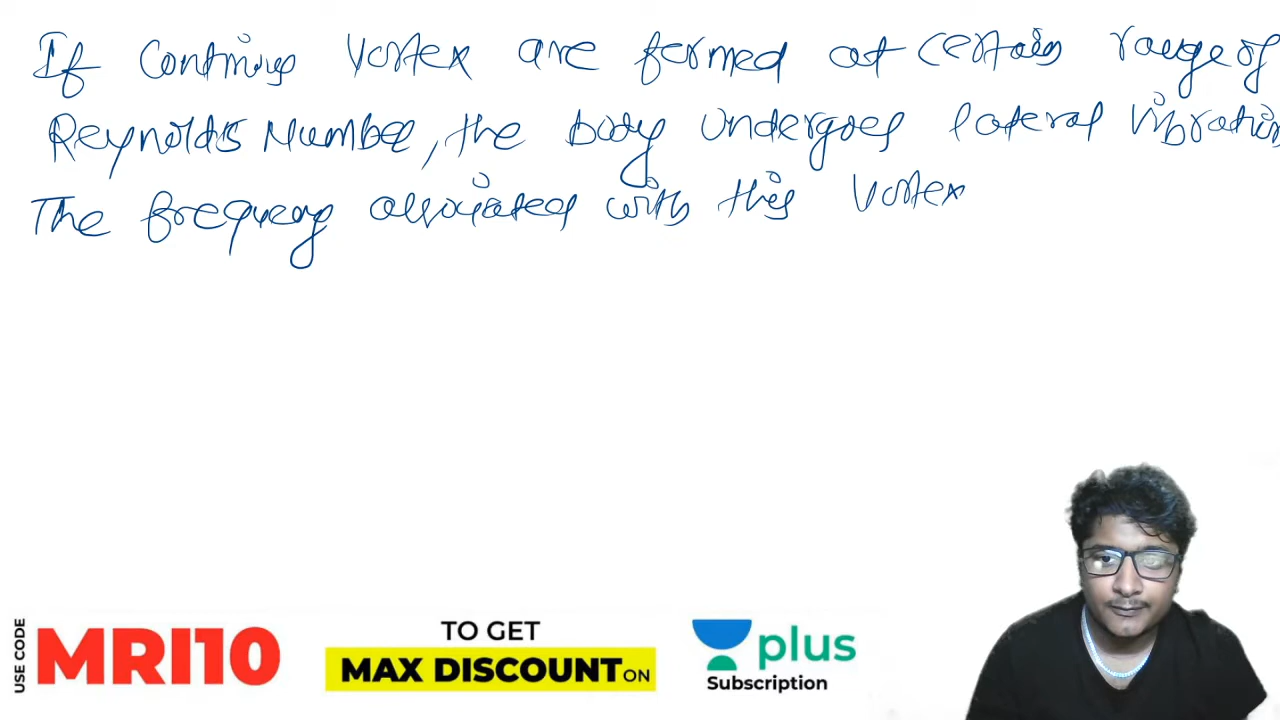 If Continuous Vortex are formed at certain range of
Reynolds Number, the body undergoes lateral vibration
The frequency associated with this Vortex
USE CODE
MRI10
TO GET
MAX DISCOUNT ON
plus
Subscription